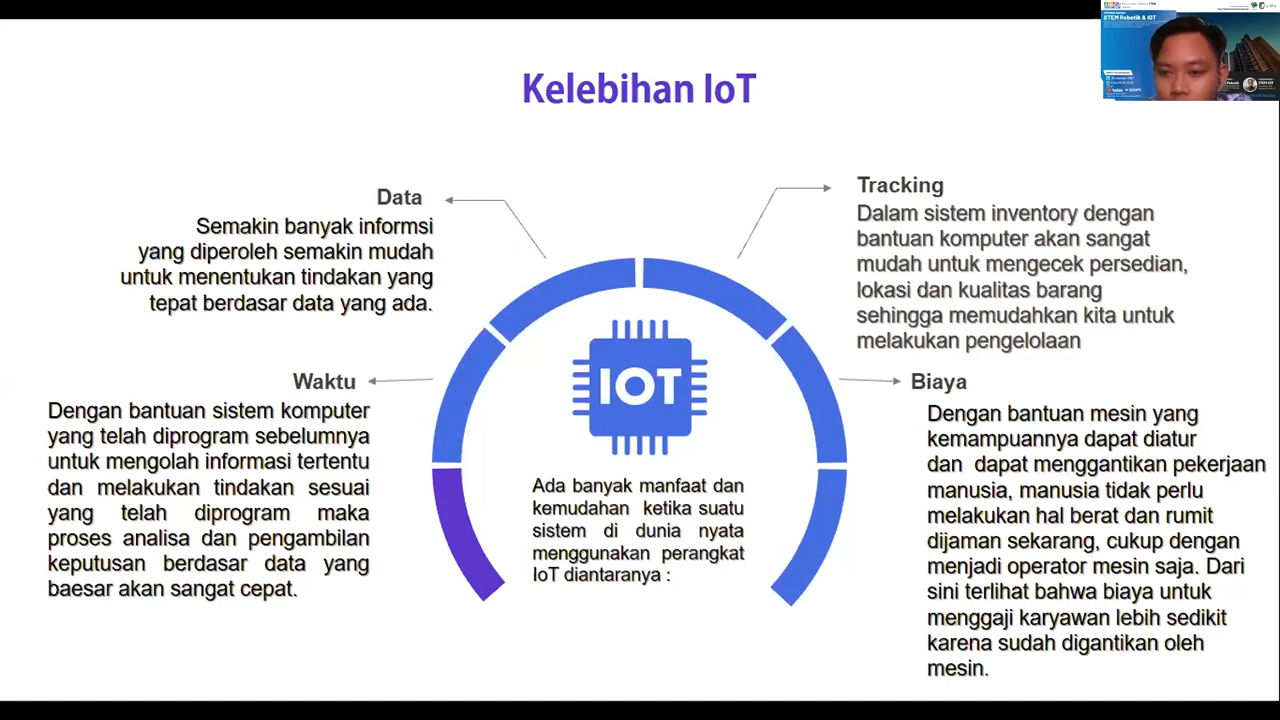 Kelebihan IoT
STEM Robotik & IOT
Data
Semakin banyak informsi
yang diperoleh semakin mudah
untuk menentukan tindakan yang
tepat berdasar data yang ada.
Waktu
Dengan bantuan sistem komputer
yang telah diprogram sebelumnya
untuk mengolah informasi tertentu
dan melakukan tindakan sesuai
yang telah diprogram maka
proses analisa dan pengambilan
keputusan berdasar data yang
baesar akan sangat cepat.
IOT
Ada banyak manfaat dan
kemudahan ketika suatu
sistem di dunia nyata
menggunakan perangkat
IoT diantaranya :
Tracking
Dalam sistem inventory dengan
bantuan komputer akan sangat
mudah untuk mengecek persedian,
lokasi dan kualitas barang
sehingga memudahkan kita untuk
melakukan pengelolaan
Biaya
Dengan bantuan mesin yang
kemampuannya dapat diatur
dan dapat menggantikan pekerjaan
manusia, manusia tidak perlu
melakukan hal berat dan rumit
dijaman sekarang, cukup dengan
menjadi operator mesin saja. Dari
sini terlihat bahwa biaya untuk
menggaji karyawan lebih sedikit
karena sudah digantikan oleh
mesin.